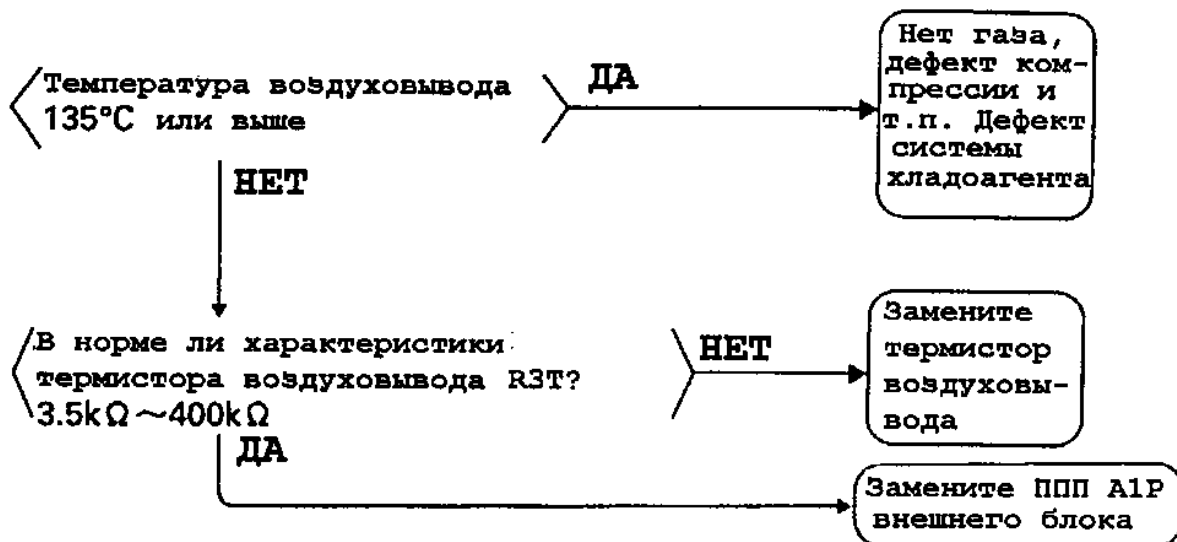 Температура воздуховывода
135°C или выше
ДА
Нет газа,
дефект ком-
прессии и
т.п. Дефект
системы
хладоагента
НЕТ
В норме ли характеристики
термистора воздуховывода R3T?
3.5kΩ~400kΩ
НЕТ
Замените
термистор
воздуховы-
вода
ДА
Замените ППП A1P
внешнего блока